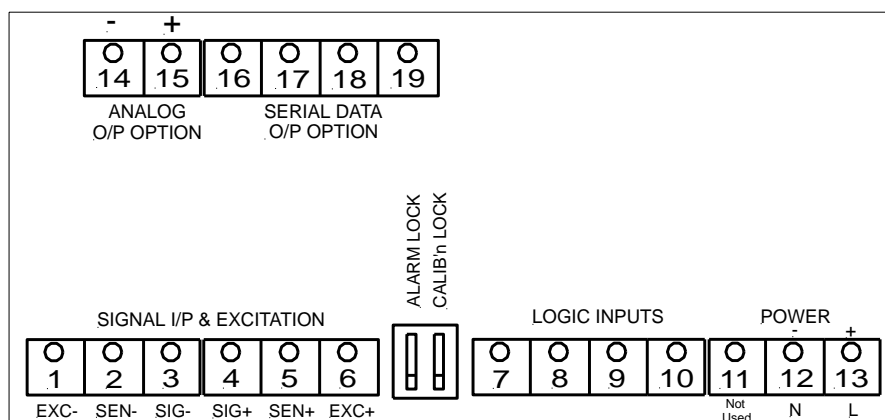 - +
14 15 16 17 18 19
ANALOG SERIAL DATA
O/P OPTION O/P OPTION
ALARM LOCK
CALIB'n LOCK
SIGNAL I/P & EXCITATION LOGIC INPUTS POWER
- +
1 2 3 4 5 6 7 8 9 10 11 12 13
EXC- SEN- SIG- SIG+ SEN+ EXC+ Not N L
Used